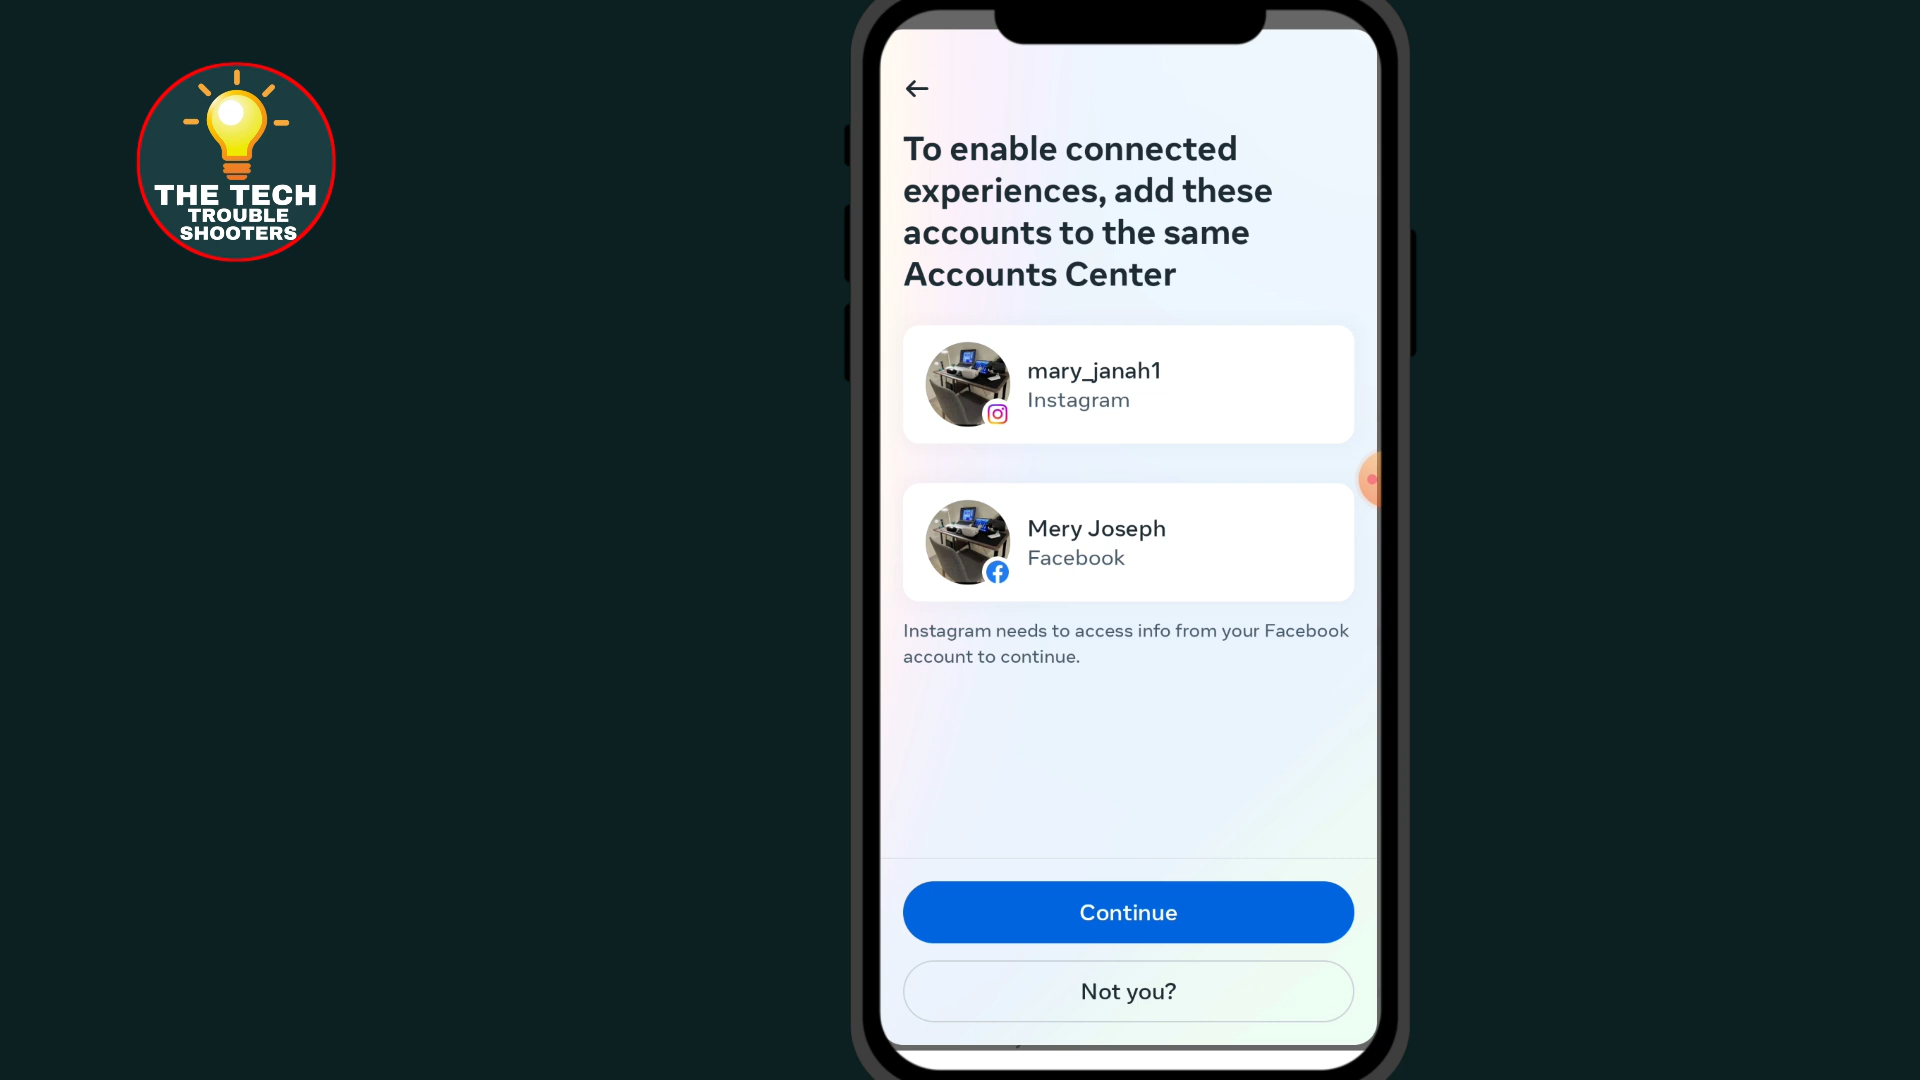 THE TECH
TROUBLE
SHOOTERS
To enable connected
experiences, add these
accounts to the same
Accounts Center
mary_janah1
Instagram
Mery Joseph
Facebook
Instagram needs to access info from your Facebook
account to continue.
Continue
Not you?